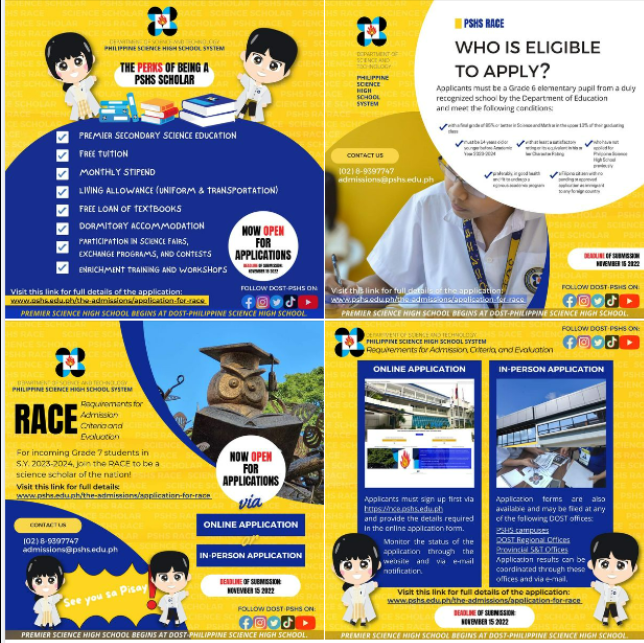 DEPARTMENT OF SCIENCE AND TECHNOLOGY
PHILIPPINE SCIENCE HIGH SCHOOL SYSTEM
THE PERKS OF BEING A
PSHS SCHOLAR
PREMIER SECONDARY SCIENCE EDUCATION
FREE TUITION
MONTHLY STIPEND
LIVING ALLOWANCE (UNIFORM & TRANSPORTATION)
FREE LOAN OF TEXTBOOKS
DORMITORY ACCOMMODATION
PARTICIPATION IN SCIENCE FAIRS,
EXCHANGE PROGRAMS, AND CONTESTS
ENRICHMENT TRAINING AND WORKSHOPS
NOW OPEN
FOR
APPLICATIONS
DEADLINE OF SUBMISSION:
NOVEMBER 15 2022
Visit this link for full details of the application:
www.pshs.edu.ph/the-admissions/application-for-race
FOLLOW DOST-PSHS ON:
PREMIER SCIENCE HIGH SCHOOL BEGINS AT DOST-PHILIPPINE SCIENCE HIGH SCHOOL.
DEPARTMENT OF
SCIENCE AND
TECHNOLOGY
PHILIPPINE
SCIENCE
HIGH
SCHOOL
SYSTEM
PSHS RACE
WHO IS ELIGIBLE
TO APPLY?
Applicants must be a Grade 6 elementary pupil from a duly
recognized school by the Department of Education
and meet the following conditions:
CONTACT US
(02) 8-9397747
admissions@pshs.edu.ph
DEADLINE OF SUBMISSION
NOVEMBER 15 2022
Visit this link for full details of the application:
www.pshs.edu.ph/the-admissions/application-for-race
FOLLOW DOST-PSHS ON:
PREMIER SCIENCE HIGH SCHOOL BEGINS AT DOST-PHILIPPINE SCIENCE HIGH SCHOOL.
DEPARTMENT OF SCIENCE AND TECHNOLOGY
PHILIPPINE SCIENCE HIGH SCHOOL SYSTEM
RACE
Requirements for
Admission
Criteria and
Evaluation
For incoming Grade 7 students in
S.Y. 2023-2024, join the RACE to be a
science scholar of the nation!
Visit this link for full details:
www.pshs.edu.ph/the-admissions/application-for-race
NOW OPEN
FOR
APPLICATIONS
via
ONLINE APPLICATION
or
IN-PERSON APPLICATION
CONTACT US
(02) 8-9397747
admissions@pshs.edu.ph
See you sa Pisay
DEADLINE OF SUBMISSION:
NOVEMBER 15 2022
FOLLOW DOST-PSHS ON:
PREMIER SCIENCE HIGH SCHOOL BEGINS AT DOST-PHILIPPINE SCIENCE HIGH SCHOOL.
DEPARTMENT OF SCIENCE AND TECHNOLOGY
PHILIPPINE SCIENCE HIGH SCHOOL SYSTEM
Requirements for Admission, Criteria, and Evaluation
FOLLOW DOST-PSHS ON:
ONLINE APPLICATION
Applicants must sign up first via
https://nce.pshs.edu.ph
and provide the details required
in the online application form.
Monitor the status of the
application through the
website and via e-mail
notification.
IN-PERSON APPLICATION
Application forms are also
available and may be filed at any
of the following DOST offices:
PSHS campuses
DOST Regional Offices
Provincial S&T Offices
Application results can be
coordinated through these
offices and via e-mail.
Visit this link for full details of the application:
www.pshs.edu.ph/the-admissions/application-for-race
DEADLINE OF SUBMISSION:
NOVEMBER 15 2022
PREMIER SCIENCE HIGH SCHOOL BEGINS AT DOST-PHILIPPINE SCIENCE HIGH SCHOOL.